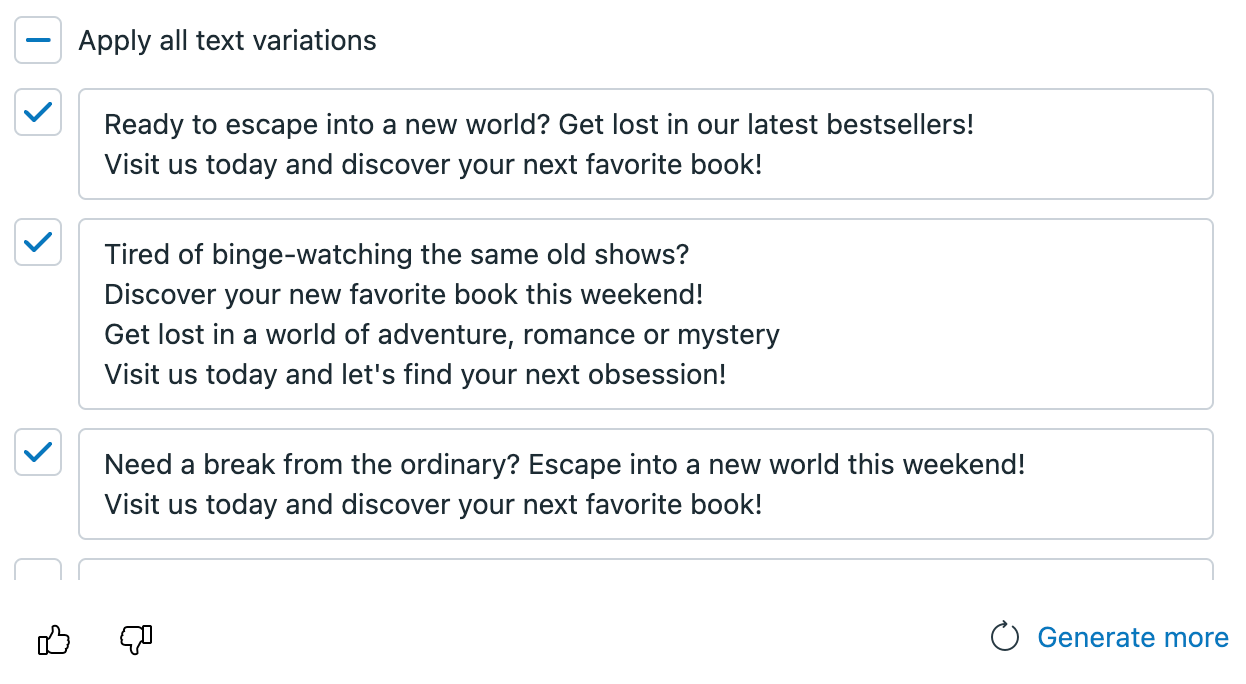 Apply all text variations
Ready to escape into a new world? Get lost in our latest bestsellers!
Visit us today and discover your next favorite book!
Tired of binge-watching the same old shows?
Discover your new favorite book this weekend!
Get lost in a world of adventure, romance or mystery
Visit us today and let's find your next obsession!
Need a break from the ordinary? Escape into a new world this weekend!
Visit us today and discover your next favorite book!
Generate more